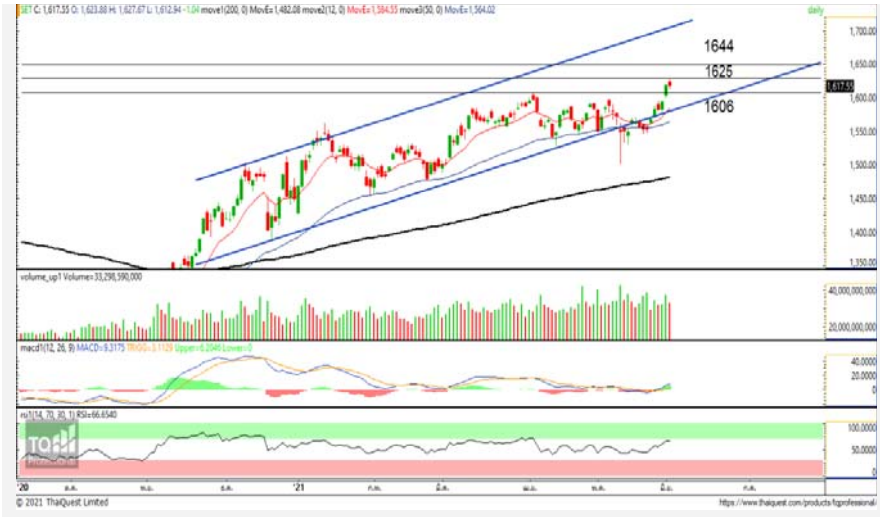 SET C: 1,617.55 O: 1,623.88 H: 1,627.67 L: 1,612.94 -1.04 move1(200, 0) MovE=1,482.08 move2(12, 0) MovE=1,584.55 move3(50, 0) MovE=1,564.02 daily
1,700.00
1644
1,650.00
1625
1,617.55
1,600.00
1606
1,550.00
1,500.00
1,450.00
1,400.00
1,350.00
volume_up1 Volume=33,298,590,000
40,000,000,000
20,000,000,000
macd1(12, 26, 9) MACD=9.3175 TRIGG=3.1129 Lower=0
40.0000
20.0000
0
rsi1(14, 70, 30, 1) RSI=66.6540
100.0000
50.0000
0
TQ
Professional
'20 '21 มิ.ย.
© 2021 ThaiQuest Limited
https://www.thaiquest.com/products/tqprofessional